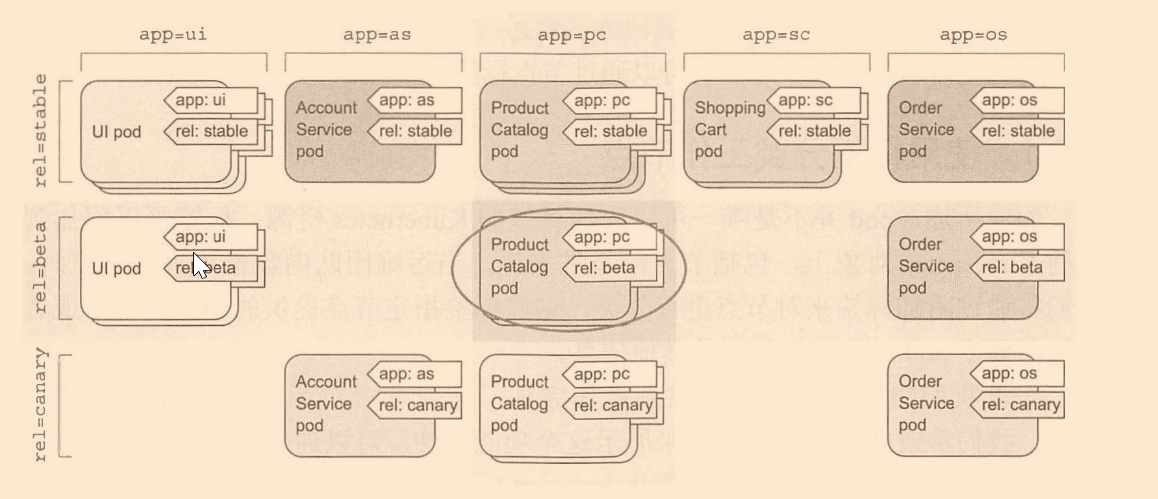 app=ui
app=as
app=pc
app=sc
app=os
rel=stable
UI pod
app: ui
rel: stable
Account
Service
pod
app: as
rel: stable
Product
Catalog
pod
app: pc
rel: stable
Shopping
Cart
pod
app: sc
rel: stable
Order
Service
pod
app: os
rel: stable
rel=beta
UI pod
app: ui
beta
Product
Catalog
pod
app: pc
rel: beta
Order
Service
pod
app: os
rel: beta
rel=canary
Account
Service
pod
app: as
rel: canary
Product
Catalog
pod
app: pc
rel: canary
Order
Service
pod
app: os
rel: canary